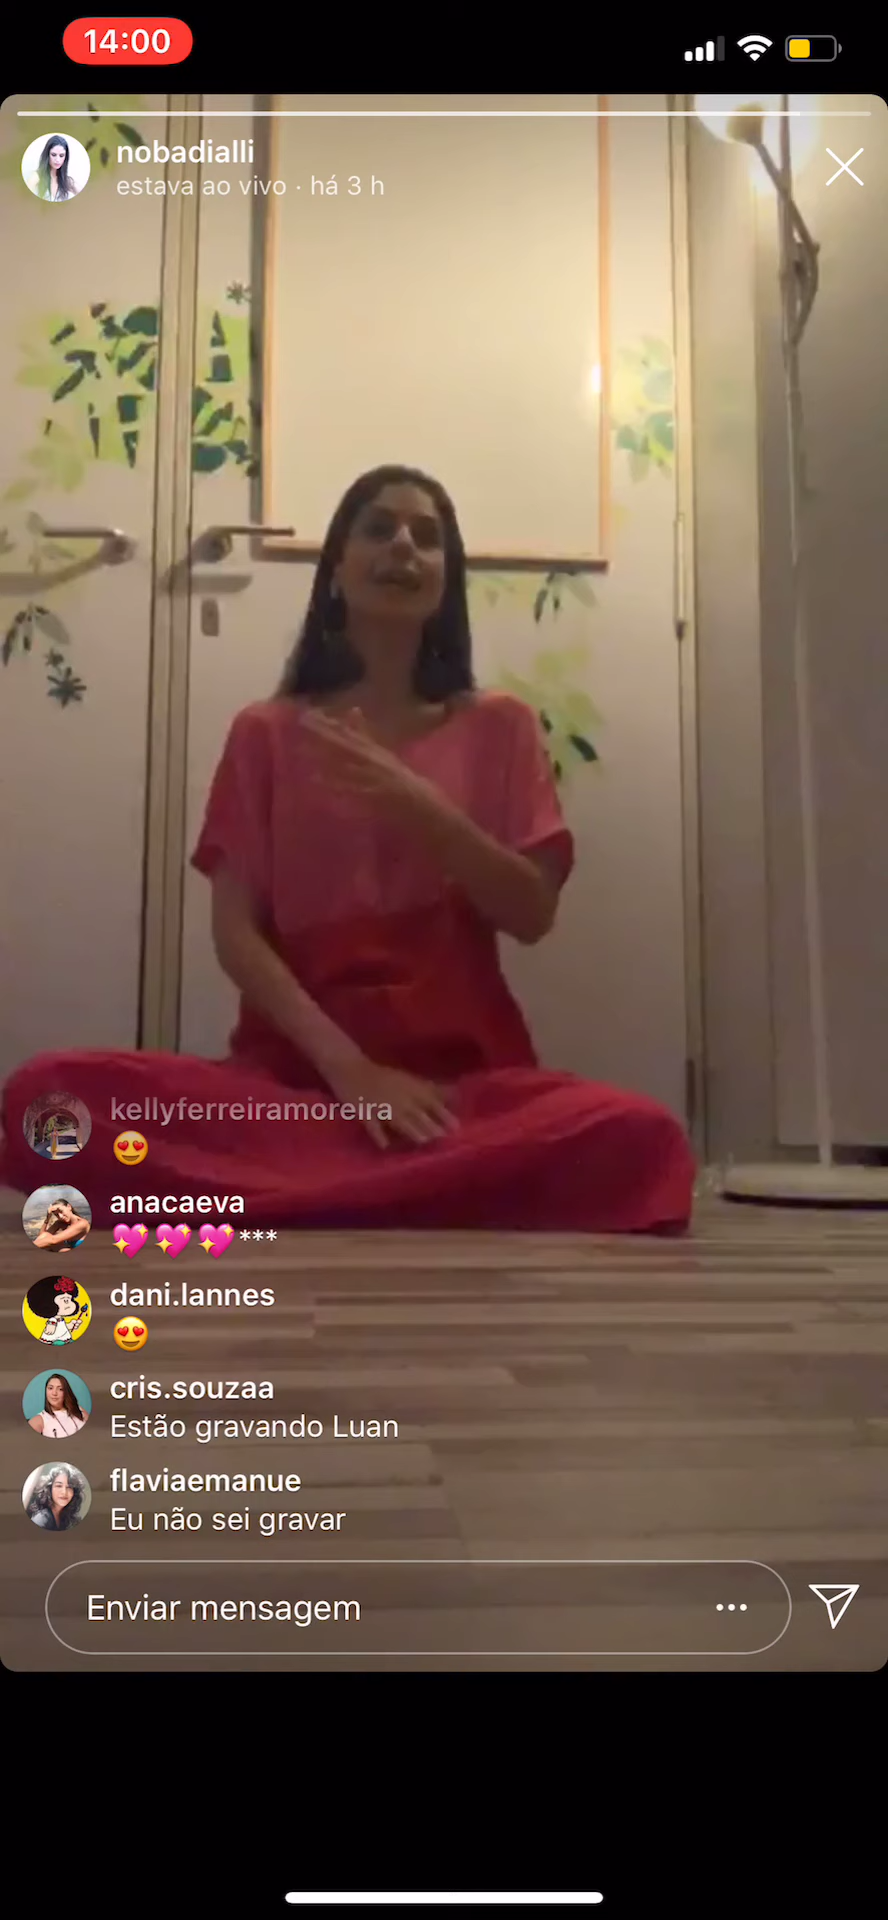 14:00
nobadialli
estava ao vivo · há 3 h
kellyferreiramoreira
😍
anacaeva
💖💖💖***
dani.lannes
😍
cris.souzaa
Estão gravando Luan
flaviaemanue
Eu não sei gravar
Enviar mensagem